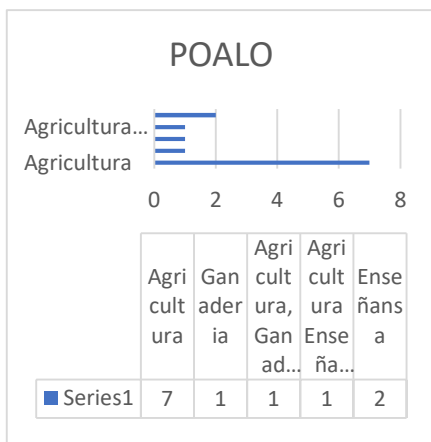 POALO
Agricultura...
Agricultura
0 2 4 6 8
Agri Gan Agri Agri Ense
cult ader cult cult ñans
ura ia ura, ura a
Gan Ense
ad... ña...
Series1 7 1 1 1 2